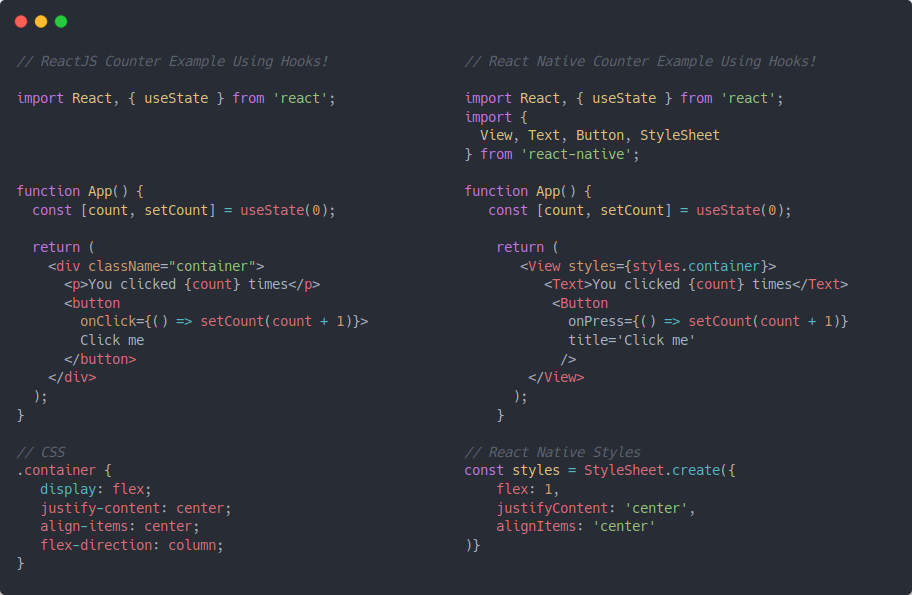 // ReactJS Counter Example Using Hooks!
import React, { useState } from 'react';
function App() {
const [count, setCount] = useState(0);
return (
<div className="container">
<p>You clicked {count} times</p>
<button
onClick={() => setCount(count + 1)}>
Click me
</button>
</div>
);
}
// CSS
.container {
display: flex;
justify-content: center;
align-items: center;
flex-direction: column;
}
// React Native Counter Example Using Hooks!
import React, { useState } from 'react';
import {
View, Text, Button, StyleSheet
} from 'react-native';
function App() {
const [count, setCount] = useState(0);
return (
<View styles={styles.container}>
<Text>You clicked {count} times</Text>
<Button
onPress={() => setCount(count + 1)}
title='Click me'
/>
</View>
);
}
// React Native Styles
const styles = StyleSheet.create({
flex: 1,
justifyContent: 'center',
alignItems: 'center'
)}